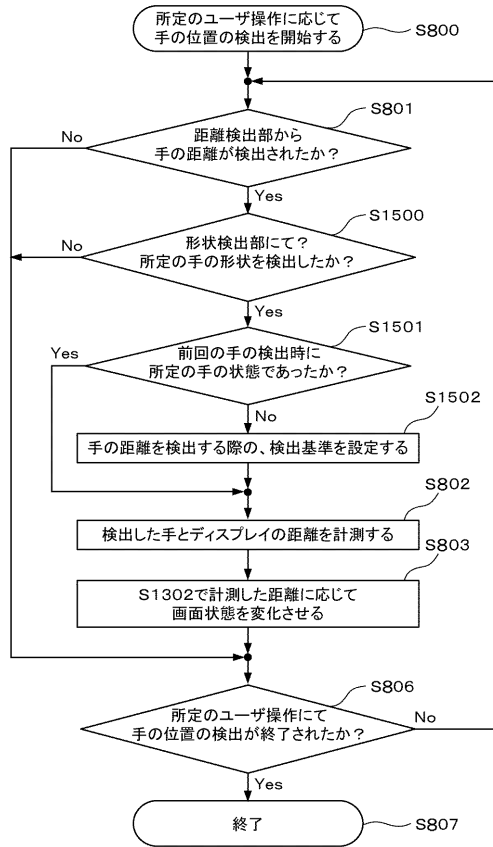 所定のユーザ操作に応じて
手の位置の検出を開始する
S800
S801
No
距離検出部から
手の距離が検出されたか?
Yes
S1500
No
形状検出部にて?
所定の手の形状を検出したか?
Yes
S1501
Yes
前回の手の検出時に
所定の手の状態であったか?
No
S1502
手の距離を検出する際の、検出基準を設定する
S802
検出した手とディスプレイの距離を計測する
S803
S1302で計測した距離に応じて
画面状態を変化させる
S806
所定のユーザ操作にて
手の位置の検出が終了されたか?
No
Yes
終了
S807